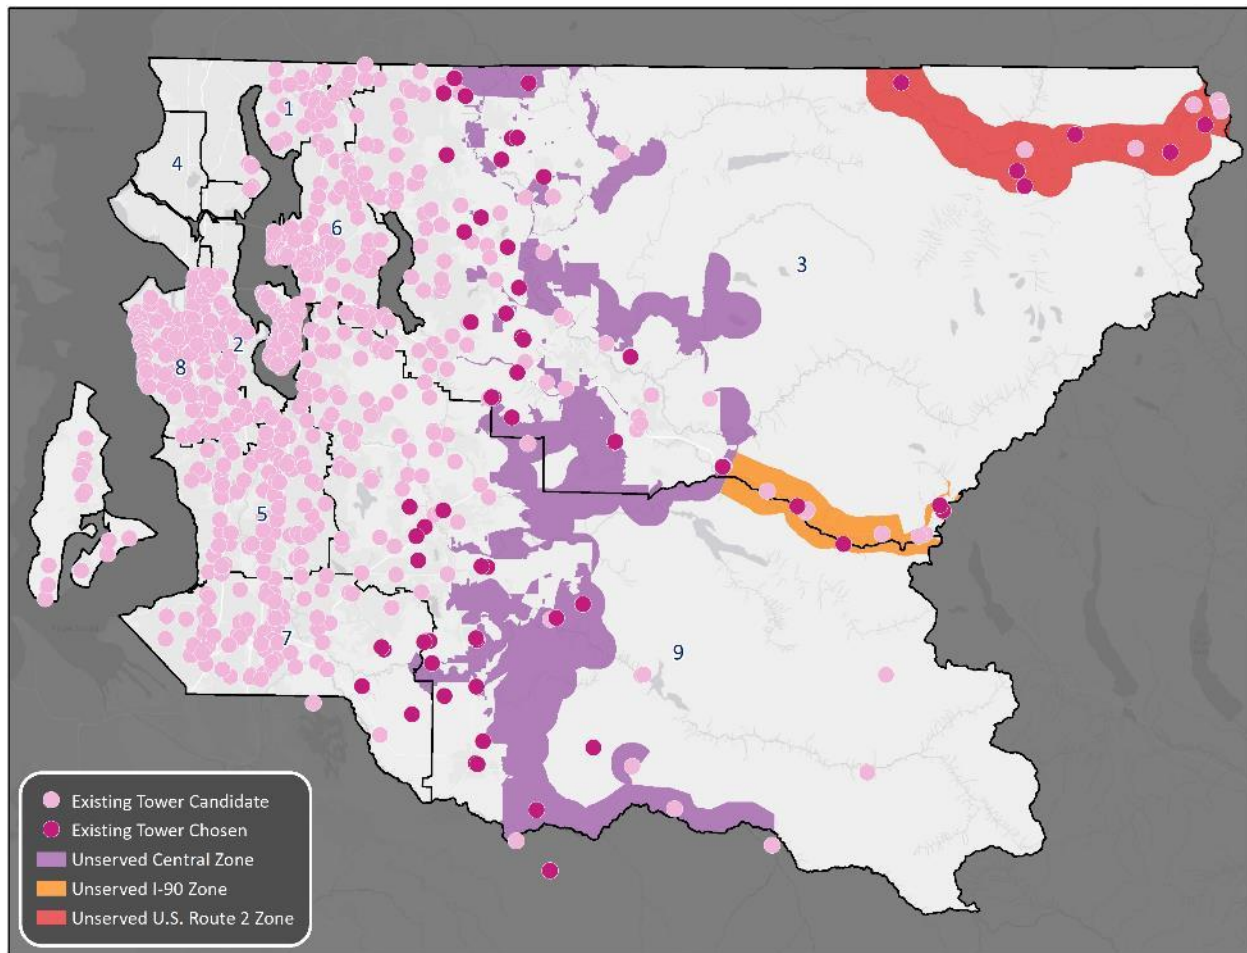 1
4
6
3
2
8
5
7
9
Existing Tower Candidate
Existing Tower Chosen
Unserved Central Zone
Unserved I-90 Zone
Unserved U.S. Route 2 Zone